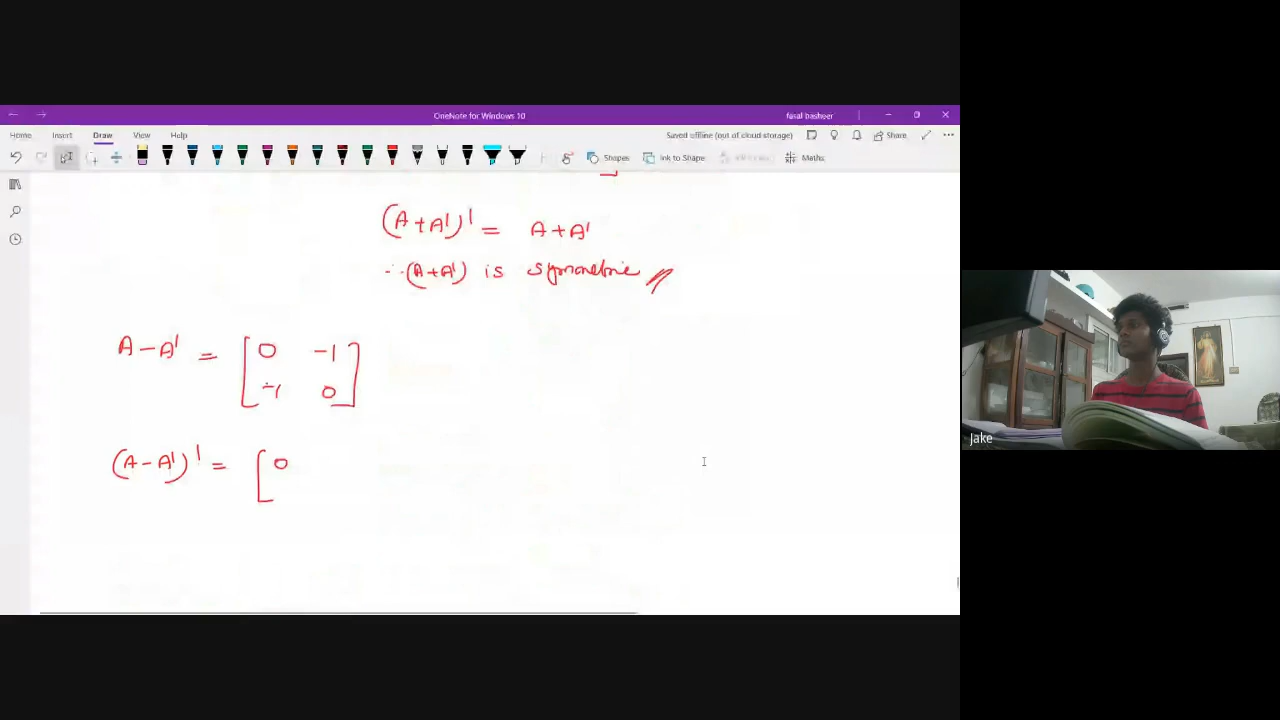 OneNote for Windows 10
faisal basheer
Home Insert Draw View Help
Saved offline (out of cloud storage)
Share
Shapes
Ink to Shape
Maths
(A+A')' = A+A'
∴(A+A') is symmetric //
A-A' = [0 -1
-1 0]
(A-A')' = [0
Jake